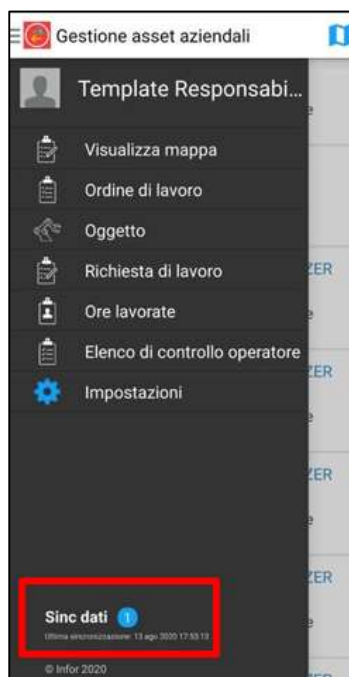 Gestione asset aziendali
Template Responsabi...
Visualizza mappa
Ordine di lavoro
Oggetto
Richiesta di lavoro
ZER
Ore lavorate
Elenco di controllo operatore
ZER
Impostazioni
ZER
ZER
Sinc dati 1
Ultima sincronizzazione: 13 ago 2020 17:53:13
© Infor 2020